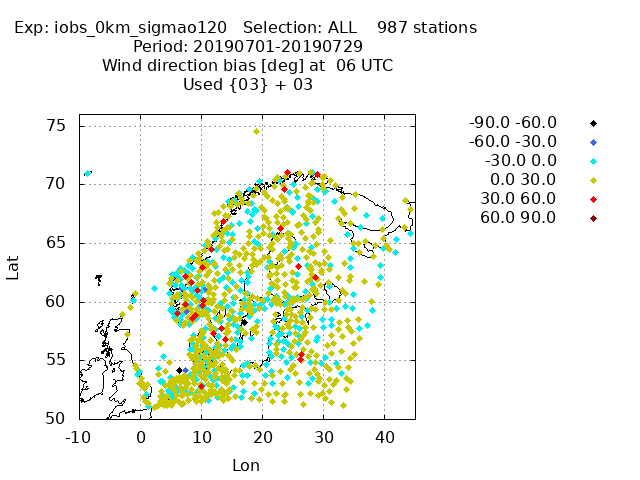 Exp: iobs_0km_sigmao120   Selection: ALL    987 stations
Period: 20190701-20190729
Wind direction bias [deg] at  06 UTC
Used {03} + 03
-90.0 -60.0
-60.0 -30.0
-30.0 0.0
0.0 30.0
30.0 60.0
60.0 90.0
75
70
65
60
55
50
Lat
-10 0 10 20 30 40
Lon